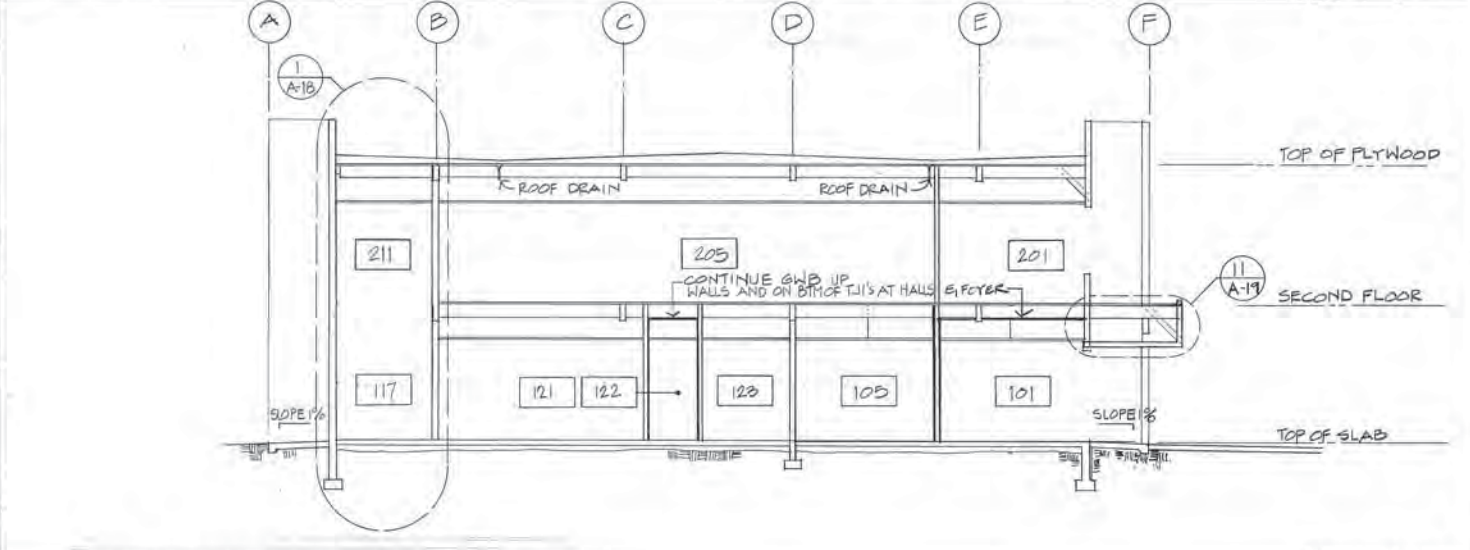 A
B
C
D
E
F
1
A-18
TOP OF PLYWOOD
ROOF DRAIN
ROOF DRAIN
211
205
201
CONTINUE GWB UP
WALLS AND ON BTM OF TJI'S AT HALLS & FOYER
11
A-19
SECOND FLOOR
117
121
122
123
105
101
SLOPE 1%
SLOPE 1%
TOP OF SLAB